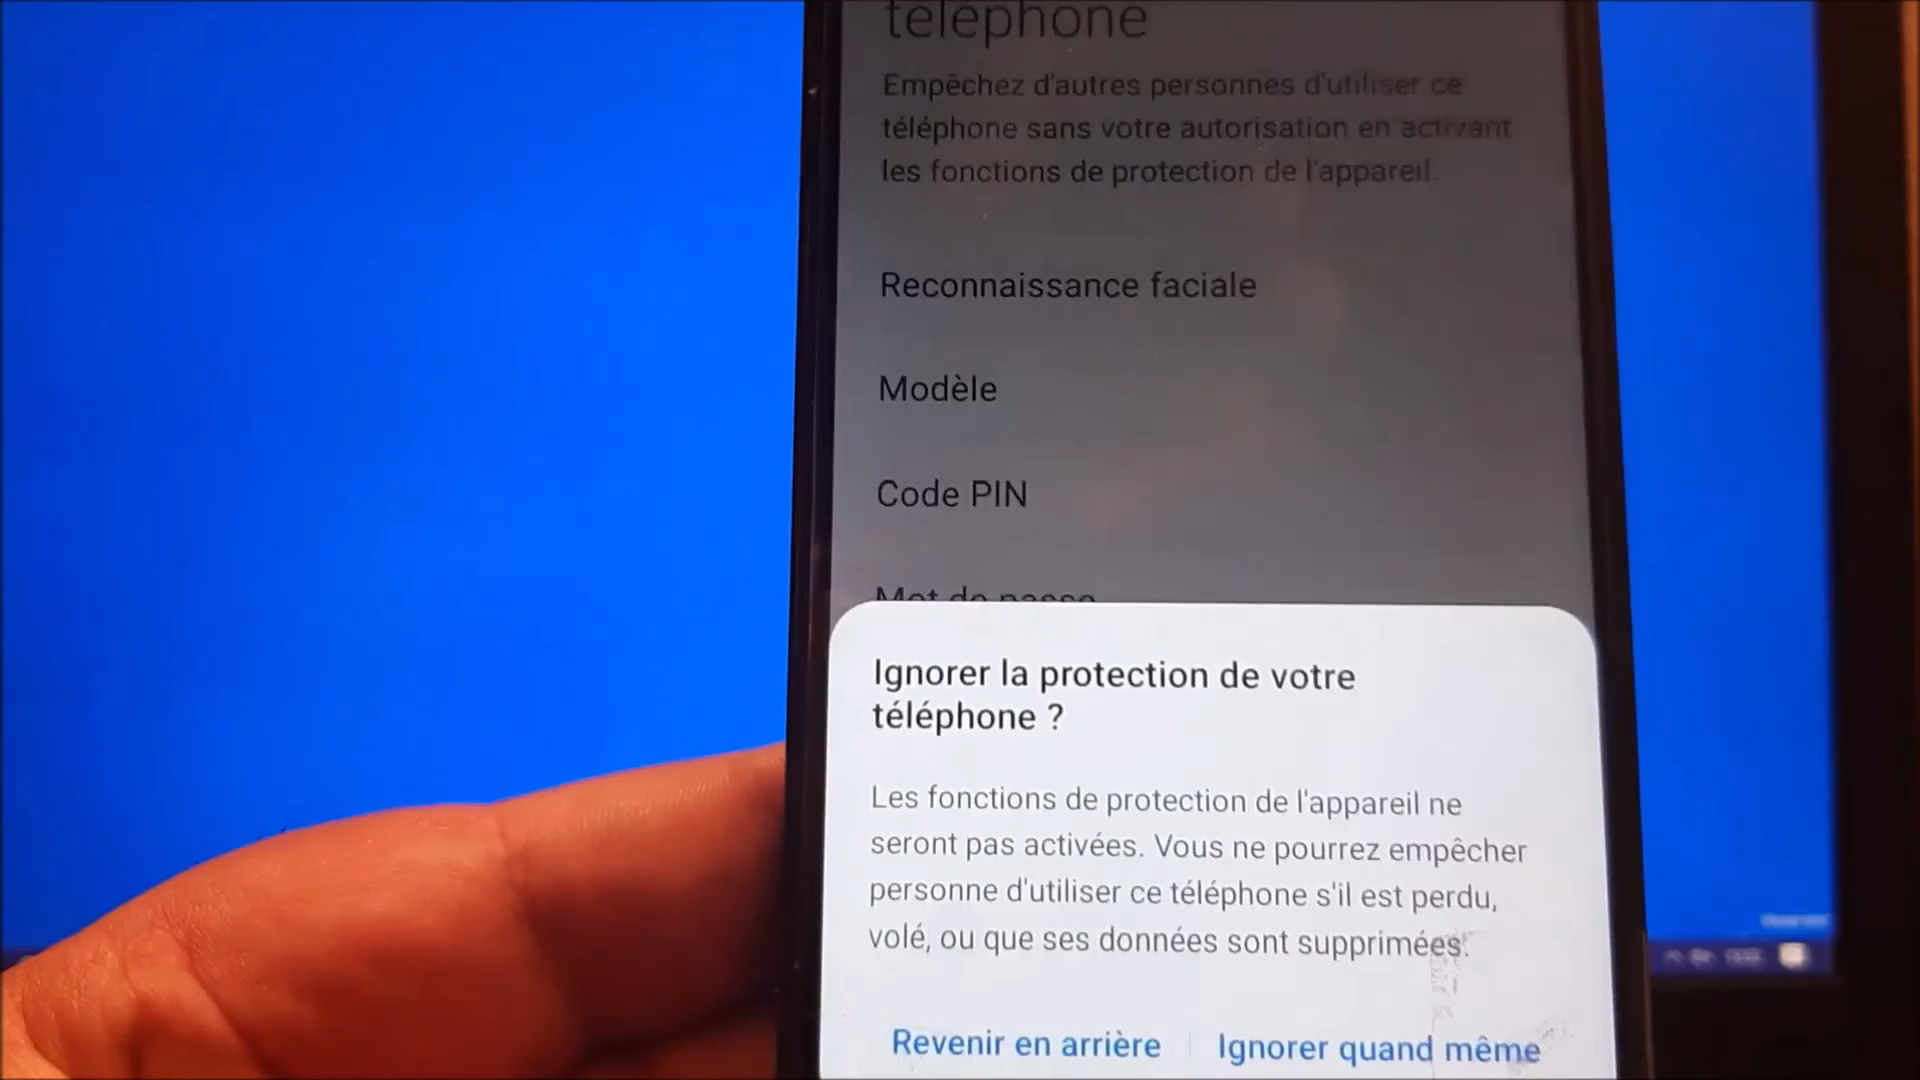 téléphone
Empêchez d'autres personnes d'utiliser ce
téléphone sans votre autorisation en activant
les fonctions de protection de l'appareil.
Reconnaissance faciale
Modèle
Code PIN
Mot de passe
Ignorer la protection de votre
téléphone ?
Les fonctions de protection de l'appareil ne
seront pas activées. Vous ne pourrez empêcher
personne d'utiliser ce téléphone s'il est perdu,
volé, ou que ses données sont supprimées.
Revenir en arrière
Ignorer quand même